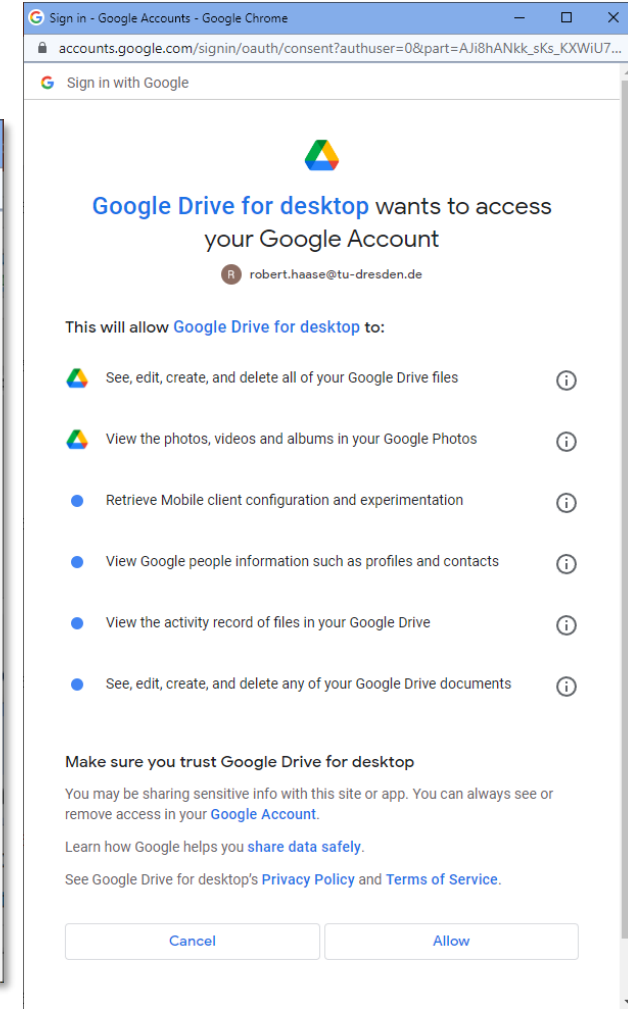 Sign in - Google Accounts - Google Chrome
accounts.google.com/signin/oauth/consent?authuser=0&part=AJi8hANkk_sKs_KXWiU7...
Sign in with Google
Google Drive for desktop wants to access
your Google Account
R robert.haase@tu-dresden.de
This will allow Google Drive for desktop to:
See, edit, create, and delete all of your Google Drive files
View the photos, videos and albums in your Google Photos
Retrieve Mobile client configuration and experimentation
View Google people information such as profiles and contacts
View the activity record of files in your Google Drive
See, edit, create, and delete any of your Google Drive documents
Make sure you trust Google Drive for desktop
You may be sharing sensitive info with this site or app. You can always see or
remove access in your Google Account.
Learn how Google helps you share data safely.
See Google Drive for desktop's Privacy Policy and Terms of Service.
Cancel
Allow